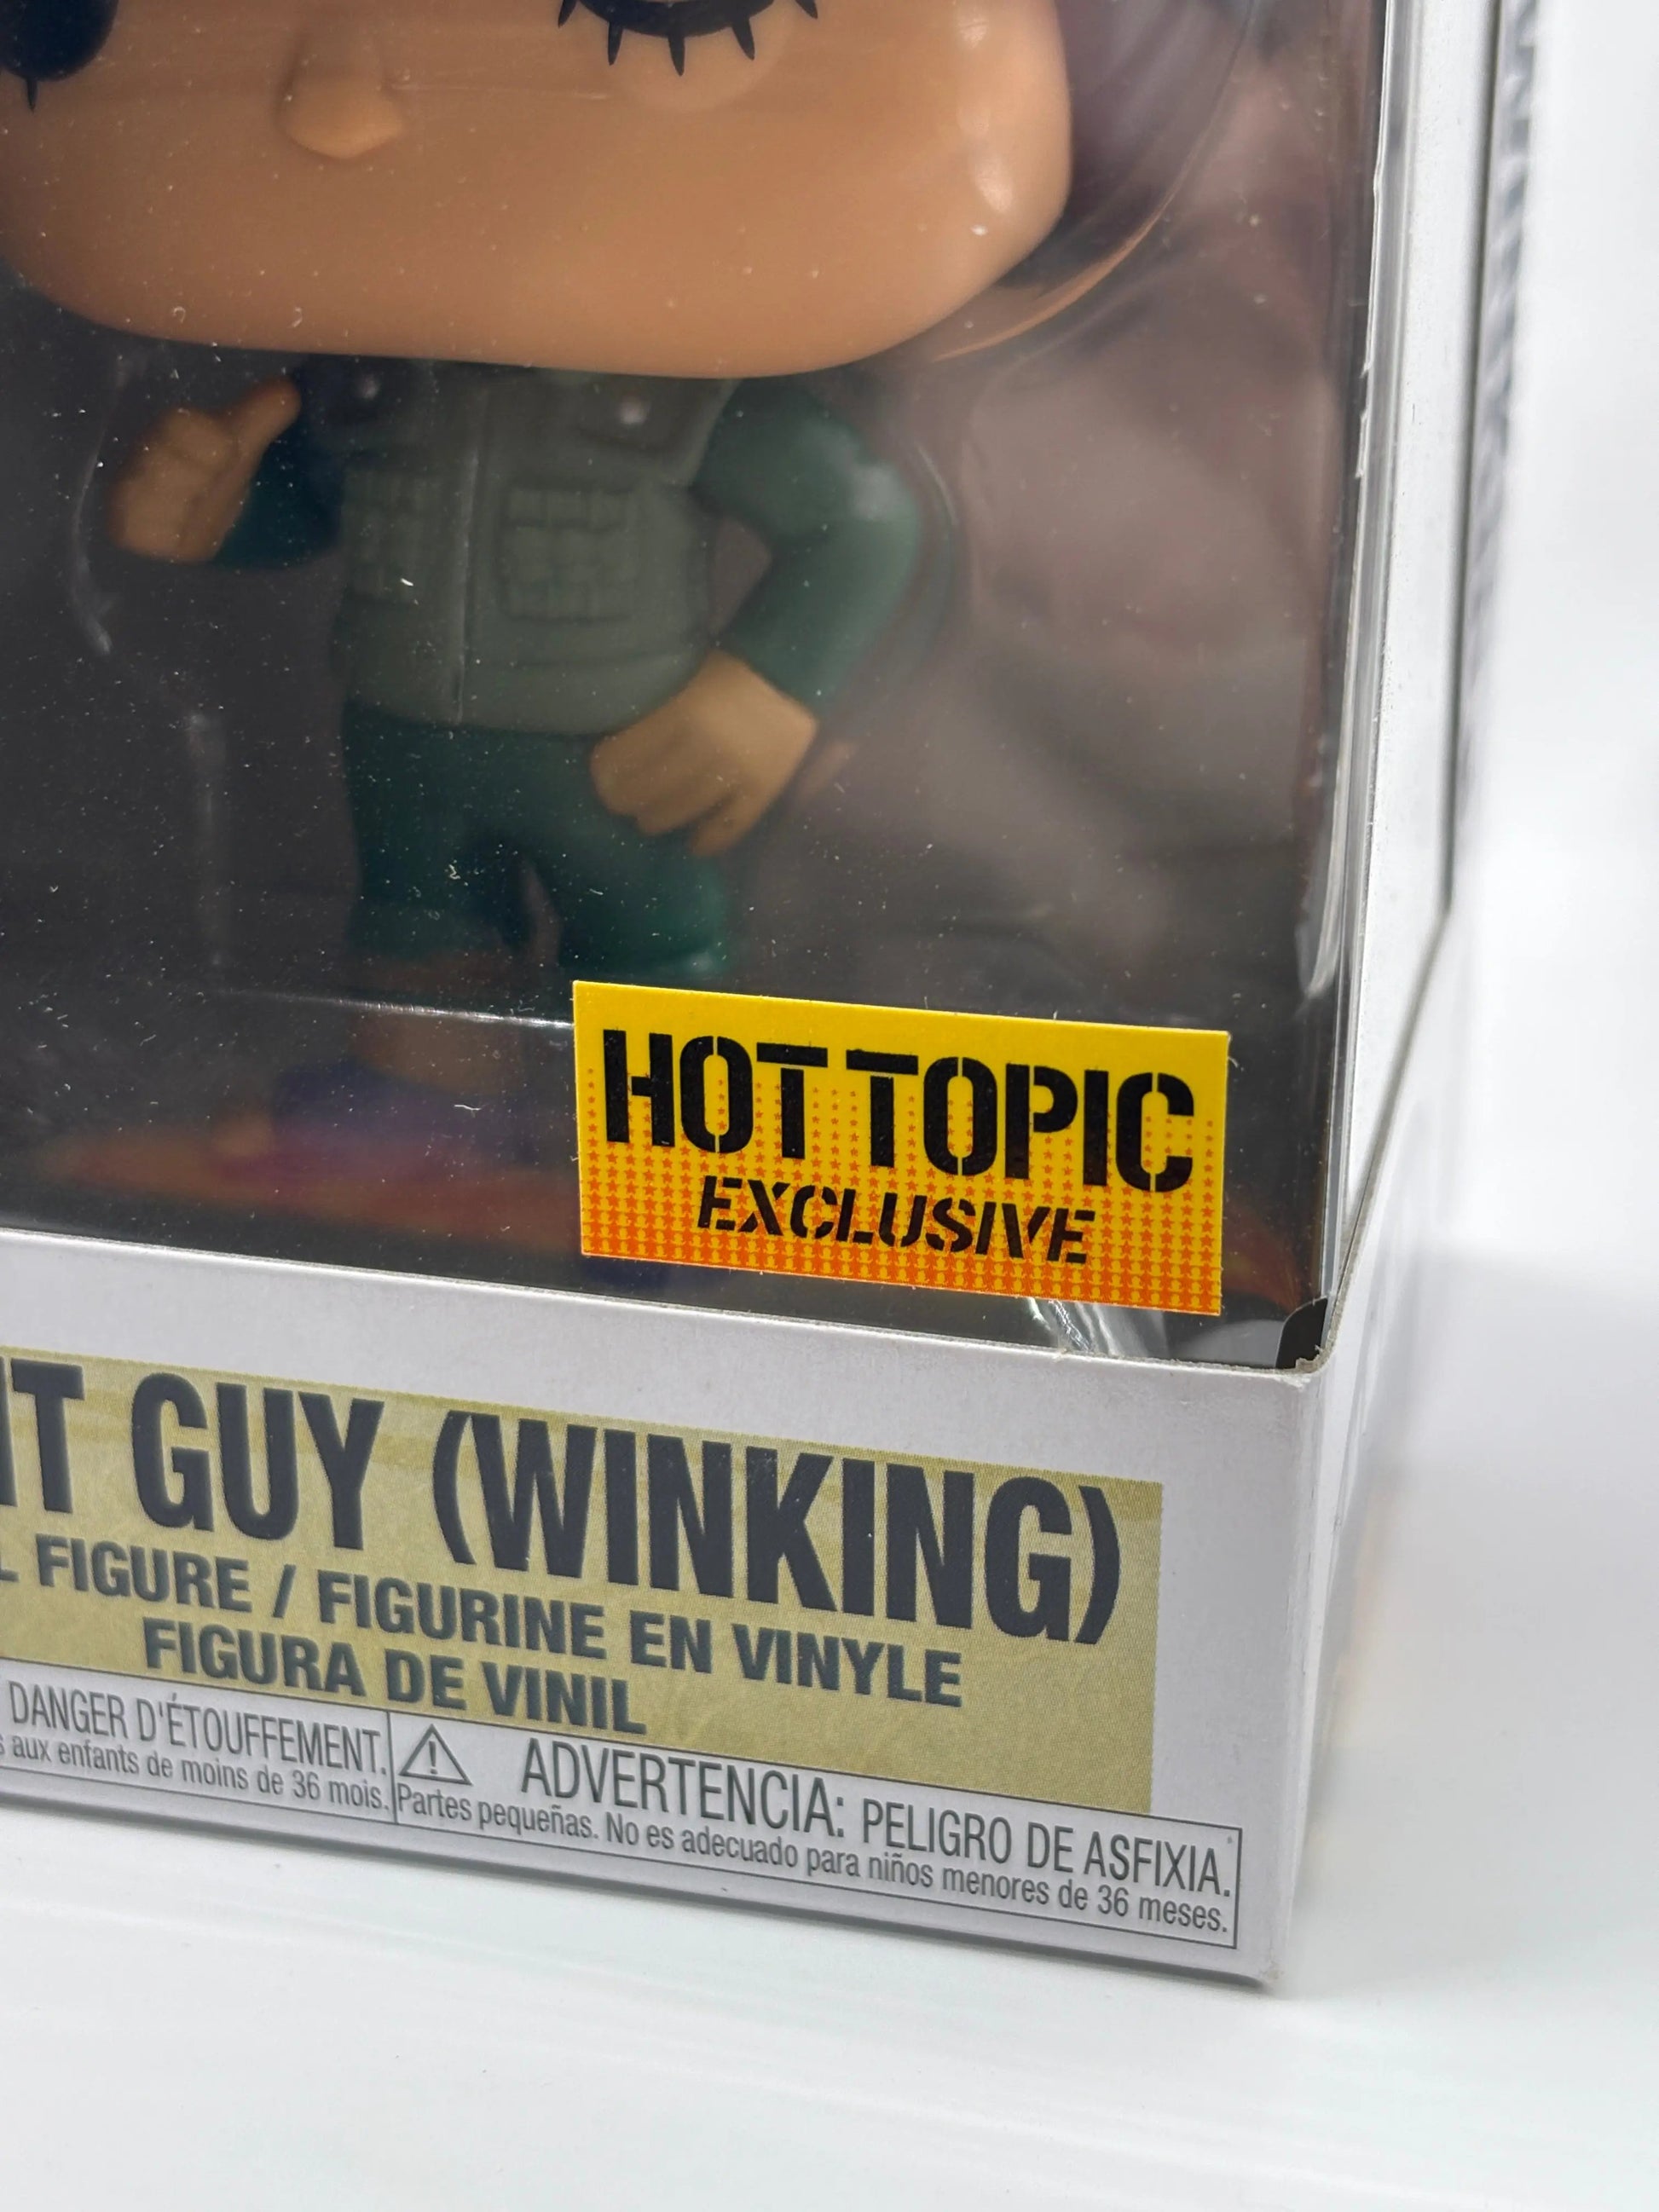 HOT TOPIC
EXCLUSIVE
IT GUY (WINKING)
L FIGURE / FIGURINE EN VINYLE
FIGURA DE VINIL
DANGER D'ÉTOUFFEMENT.
s aux enfants de moins de 36 mois.
ADVERTENCIA: PELIGRO DE ASFIXIA.
Partes pequeñas. No es adecuado para niños menores de 36 meses.